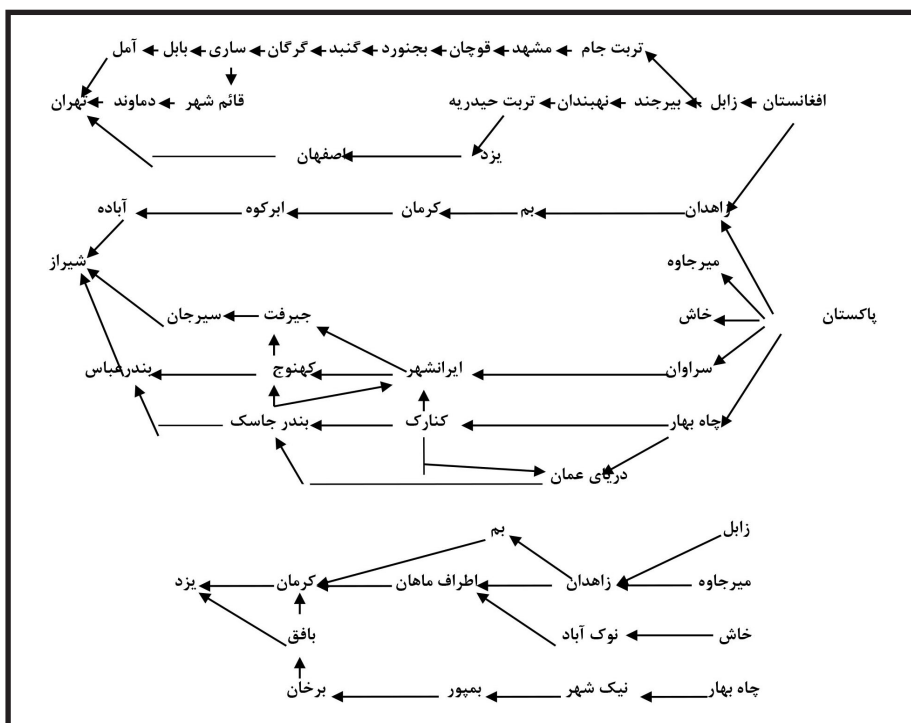 تربت جام مشهد قوچان بجنورد گنبد گرگان ساری بابل آمل
افغانستان زابل بیرجند نهبندان تربت حیدریه قائم شهر دماوند تهران
یزد اصفهان
زاهدان بم کرمان ابرکوه آباده
میرجاوه شیراز
پاکستان خاش جیرفت سیرجان
سراوان ایرانشهر کهنوج بندرعباس
چاه بهار کنارک بندر جاسک
دریای عمان
زابل بم
میرجاوه زاهدان اطراف ماهان کرمان یزد
خاش نوک آباد بافق
چاه بهار نیک شهر بمپور برخان